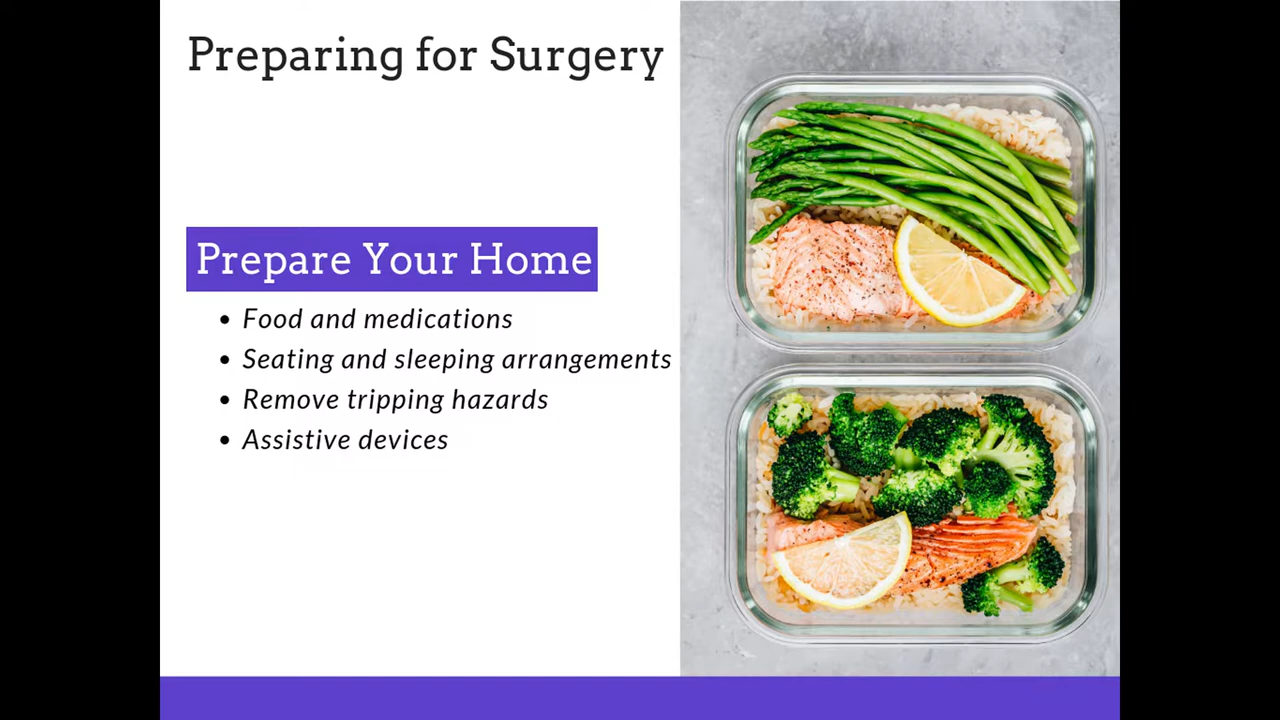 Preparing for Surgery
Prepare Your Home
• Food and medications
• Seating and sleeping arrangements
• Remove tripping hazards
• Assistive devices